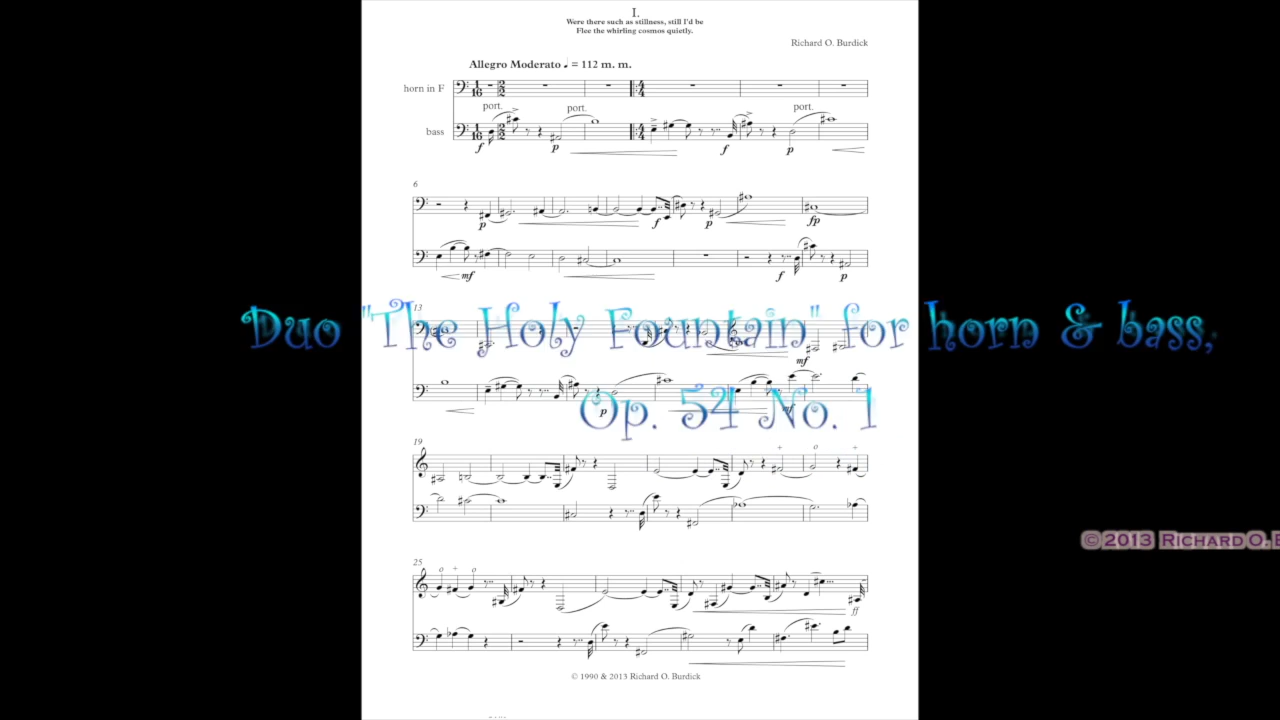 I.
Were there such as stillness, still I'd be
Flee the whirling cosmos quietly.
Richard O. Burdick
Allegro Moderato ♩ = 112 m. m.
horn in F
port.
port.
port.
bass
f
p
f
p
6
p
f
p
fp
mf
f
p
13
Duo "The Holy Fountain" for horn & bass,
mf
p
mf
Op. 54 No. 1
19
+ o +
©2013 Richard O.
25
o + o
ff
© 1990 & 2013 Richard O. Burdick